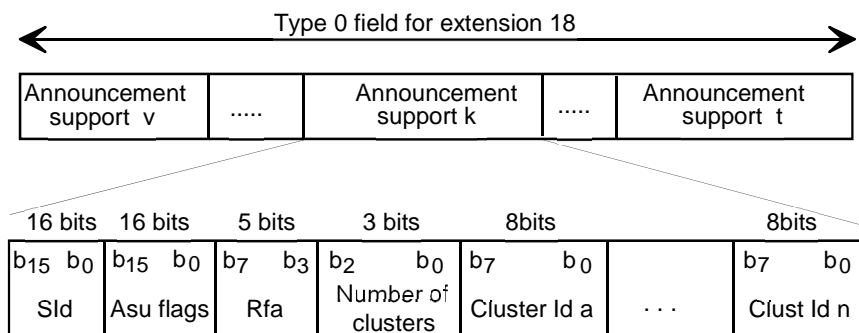 Type 0 field for extension 18
Announcement support v ..... Announcement support k ..... Announcement support t
16 bits 16 bits 5 bits 3 bits 8bits 8bits
b15 b0 b15 b0 b7 b3 b2 b0 b7 b0 b7 b0
SId Asu flags Rfa Number of clusters Cluster Id a . . . Clust Id n